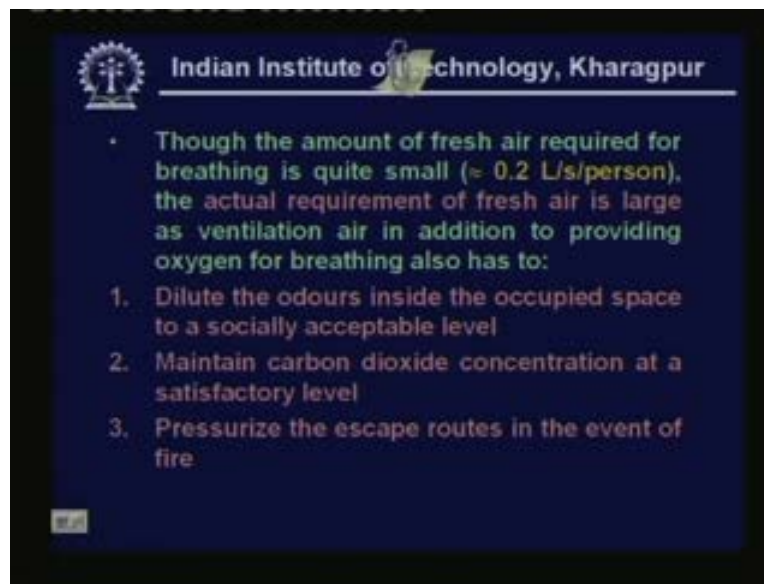 Indian Institute of Technology, Kharagpur
· Though the amount of fresh air required for
breathing is quite small (≈ 0.2 L/s/person),
the actual requirement of fresh air is large
as ventilation air in addition to providing
oxygen for breathing also has to:
1. Dilute the odours inside the occupied space
to a socially acceptable level
2. Maintain carbon dioxide concentration at a
satisfactory level
3. Pressurize the escape routes in the event of
fire